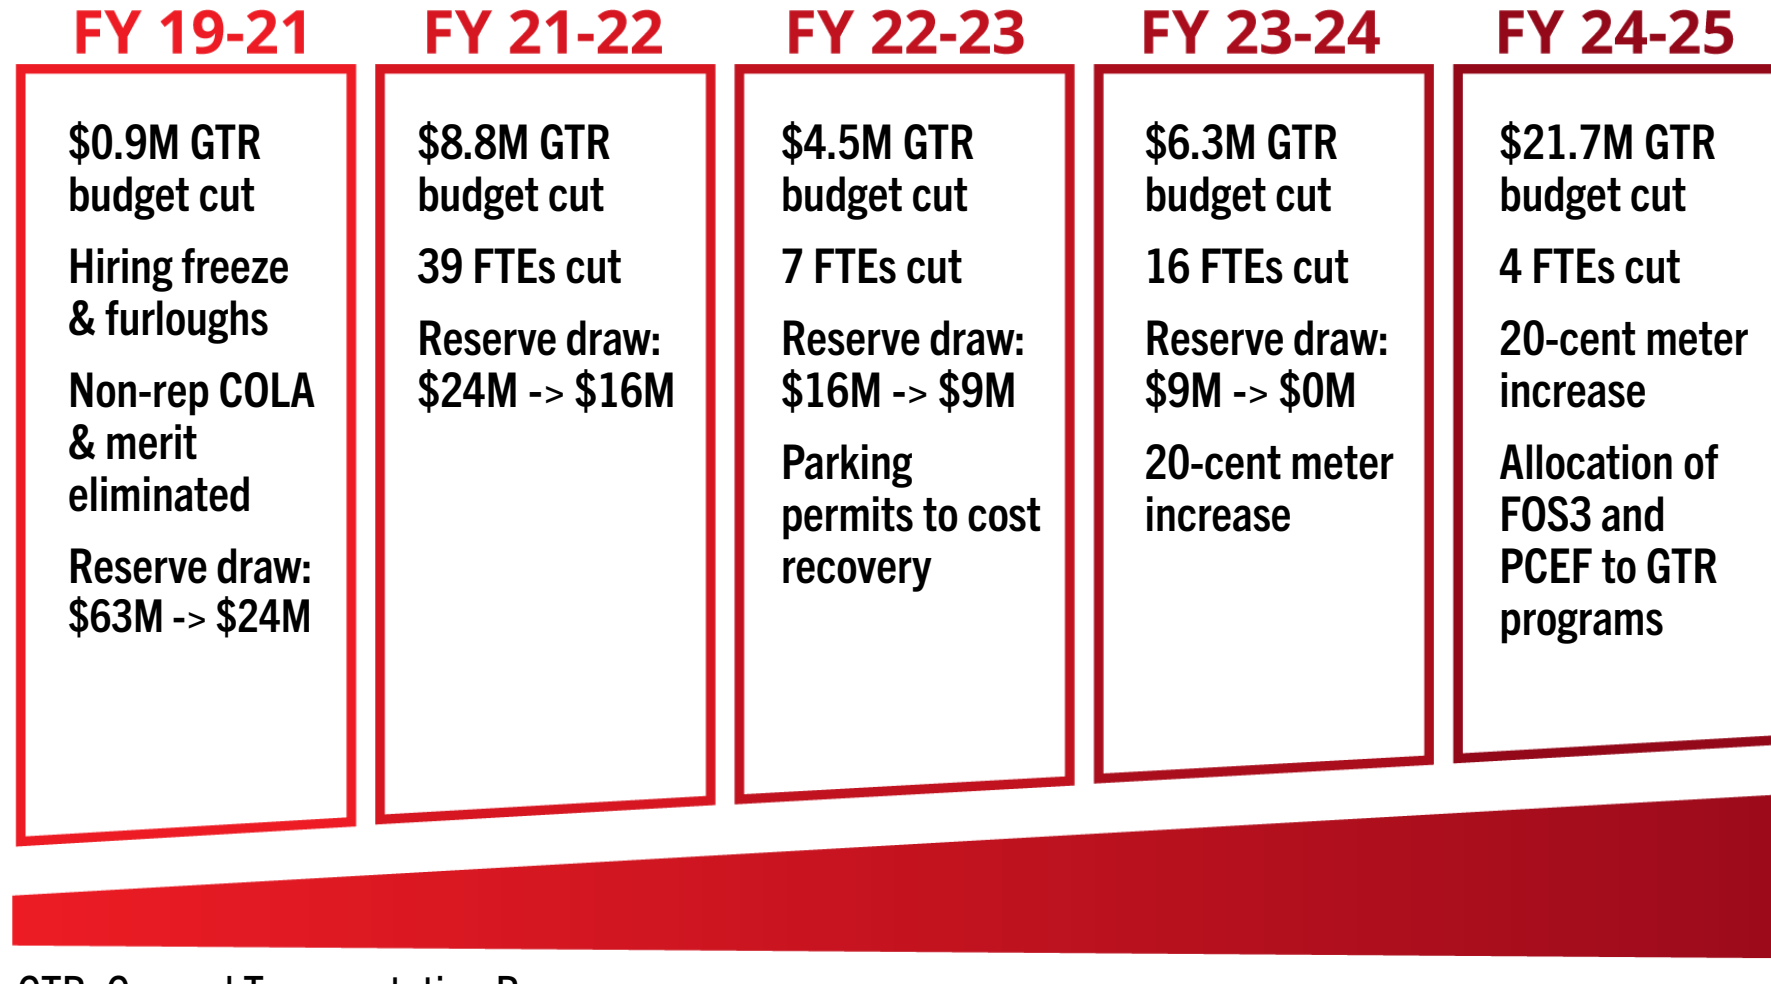 FY 19-21
$0.9M GTR
budget cut
Hiring freeze
& furloughs
Non-rep COLA
& merit
eliminated
Reserve draw:
$63M -> $24M
FY 21-22
$8.8M GTR
budget cut
39 FTEs cut
Reserve draw:
$24M -> $16M
FY 22-23
$4.5M GTR
budget cut
7 FTEs cut
Reserve draw:
$16M -> $9M
Parking
permits to cost
recovery
FY 23-24
$6.3M GTR
budget cut
16 FTEs cut
Reserve draw:
$9M -> $0M
20-cent meter
increase
FY 24-25
$21.7M GTR
budget cut
4 FTEs cut
20-cent meter
increase
Allocation of
FOS3 and
PCEF to GTR
programs